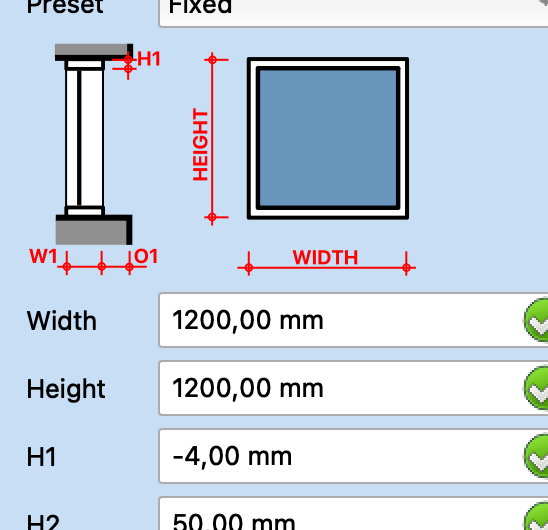 Preset Fixed
H1
HEIGHT
W1 O1
WIDTH
Width 1200,00 mm
Height 1200,00 mm
H1 -4,00 mm
H2 50,00 mm